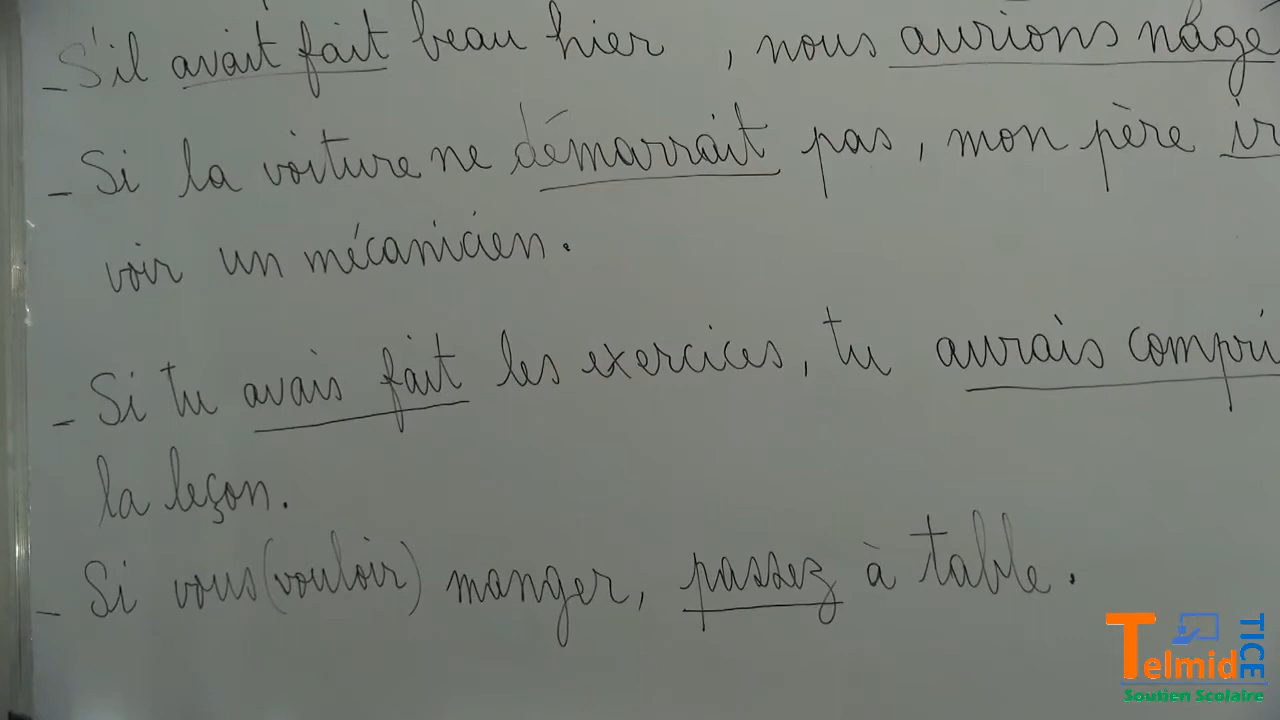 - S'il avait fait beau hier , nous aurions nagé
- Si la voiture ne démarrait pas, mon père ir
voir un mécanicien.
- Si tu avais fait les exercices, tu aurais compri
la leçon.
- Si vous (vouloir) manger, passez à table.
Telmid TICE
Soutien Scolaire